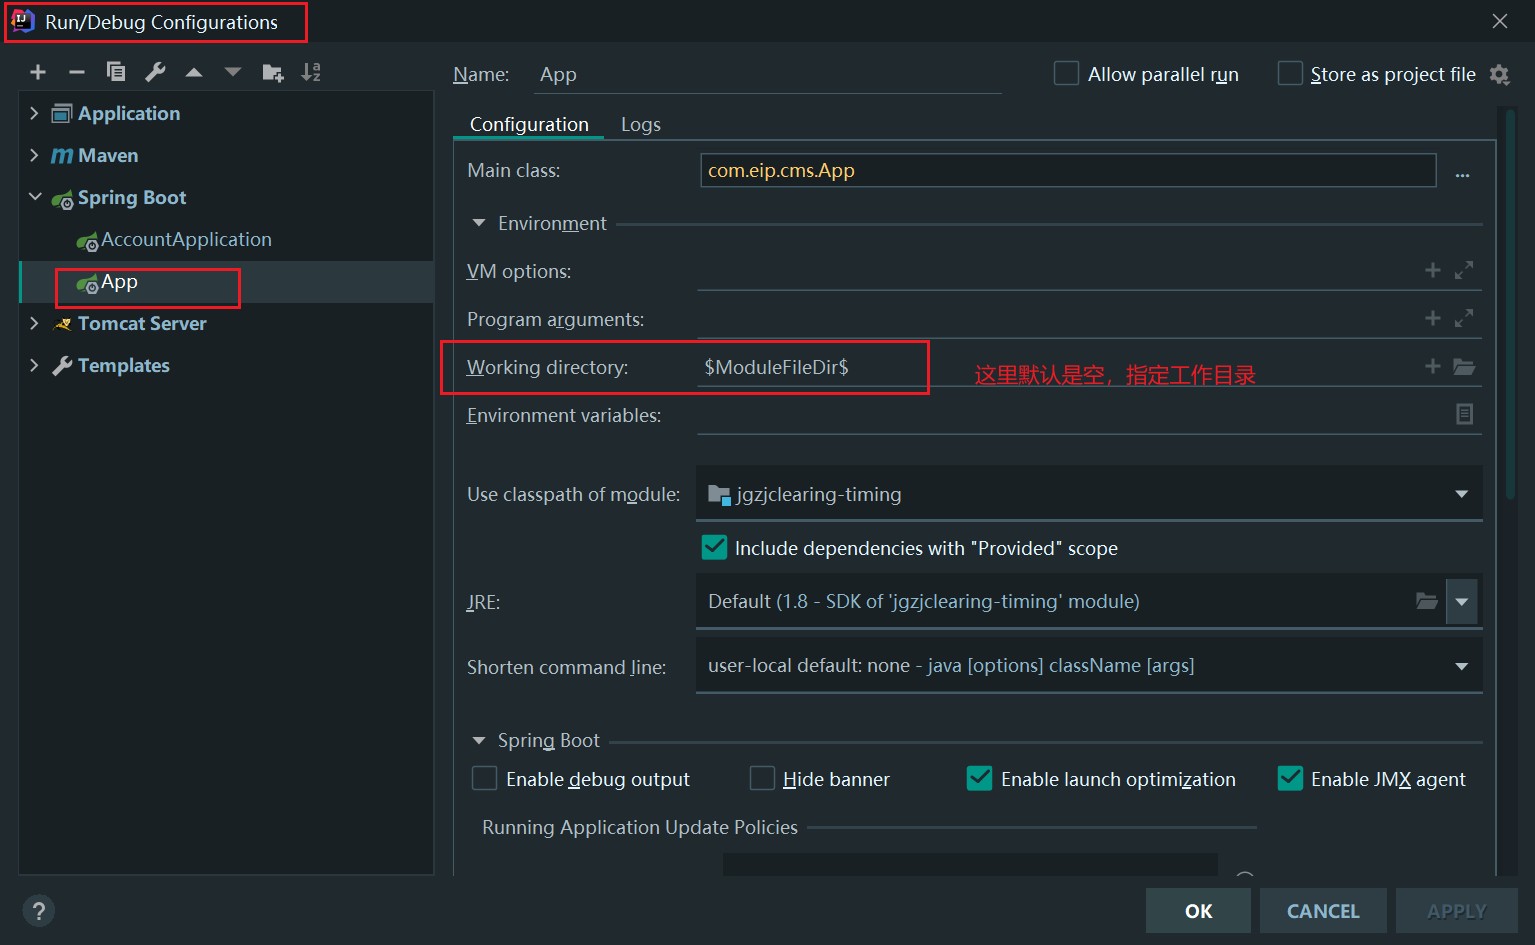 Run/Debug Configurations
Application
Maven
Spring Boot
AccountApplication
App
Tomcat Server
Templates
Name: App
Allow parallel run
Store as project file
Configuration
Logs
Main class: com.eip.cms.App
...
Environment
VM options:
Program arguments:
Working directory: $ModuleFileDir$
这里默认是空，指定工作目录
Environment variables:
Use classpath of module: jgzjclearing-timing
Include dependencies with "Provided" scope
JRE: Default (1.8 - SDK of 'jgzjclearing-timing' module)
Shorten command line: user-local default: none - java [options] className [args]
Spring Boot
Enable debug output
Hide banner
Enable launch optimization
Enable JMX agent
Running Application Update Policies
?
OK
CANCEL
APPLY